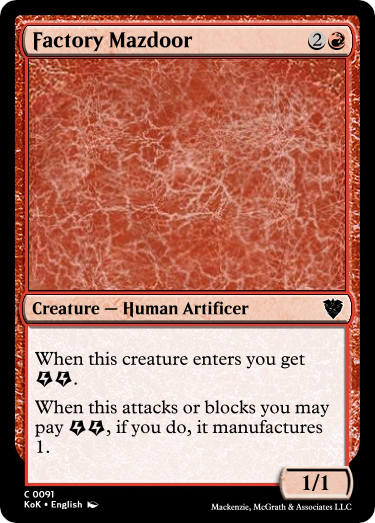 Factory Mazdoor 2
Creature — Human Artificer
When this creature enters you get
.
When this attacks or blocks you may
pay , if you do, it manufactures
1.
1/1
C 0091
KoK • English
Mackenzie, McGrath & Associates LLC